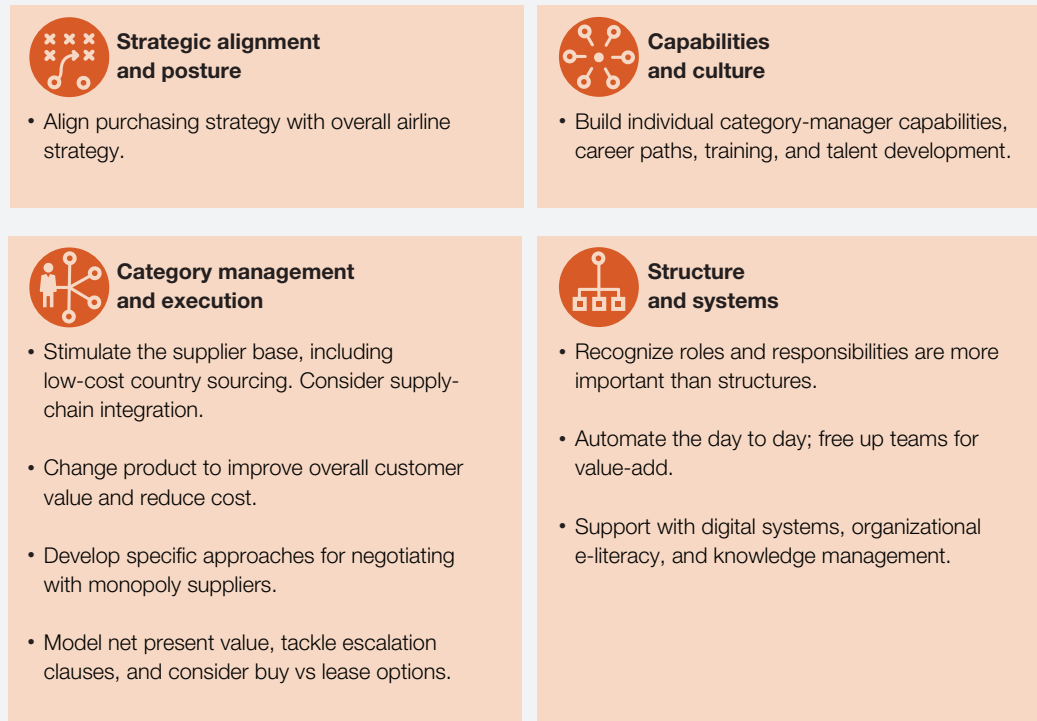 Strategic alignment
and posture
• Align purchasing strategy with overall airline
strategy.
Capabilities
and culture
• Build individual category-manager capabilities,
career paths, training, and talent development.
Category management
and execution
• Stimulate the supplier base, including
low-cost country sourcing. Consider supply-
chain integration.
• Change product to improve overall customer
value and reduce cost.
• Develop specific approaches for negotiating
with monopoly suppliers.
• Model net present value, tackle escalation
clauses, and consider buy vs lease options.
Structure
and systems
• Recognize roles and responsibilities are more
important than structures.
• Automate the day to day; free up teams for
value-add.
• Support with digital systems, organizational
e-literacy, and knowledge management.